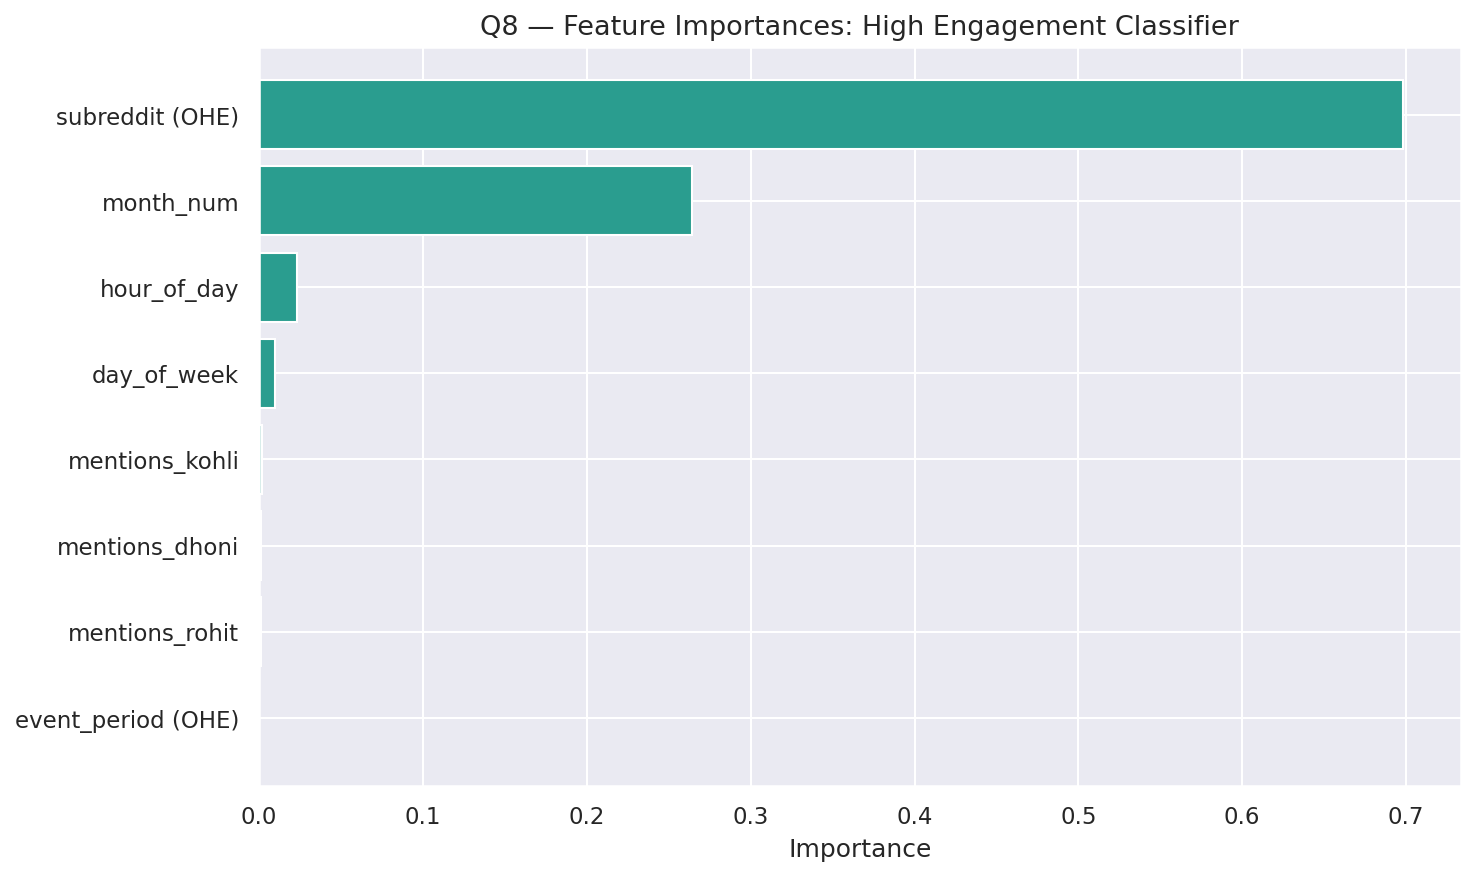 Q8 — Feature Importances: High Engagement Classifier
subreddit (OHE)
month_num
hour_of_day
day_of_week
mentions_kohli
mentions_dhoni
mentions_rohit
event_period (OHE)
0.0 0.1 0.2 0.3 0.4 0.5 0.6 0.7
Importance